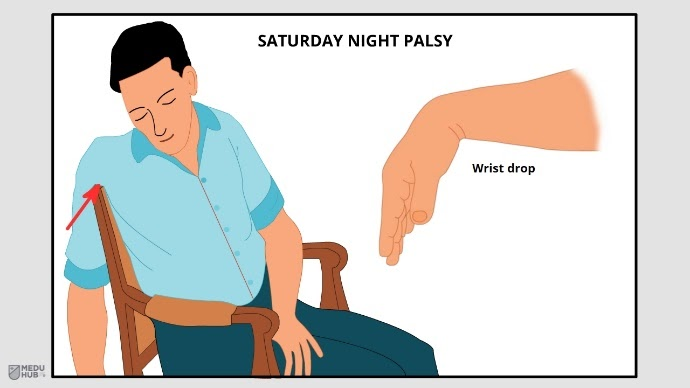 SATURDAY NIGHT PALSY
Wrist drop
MEDU
HUB